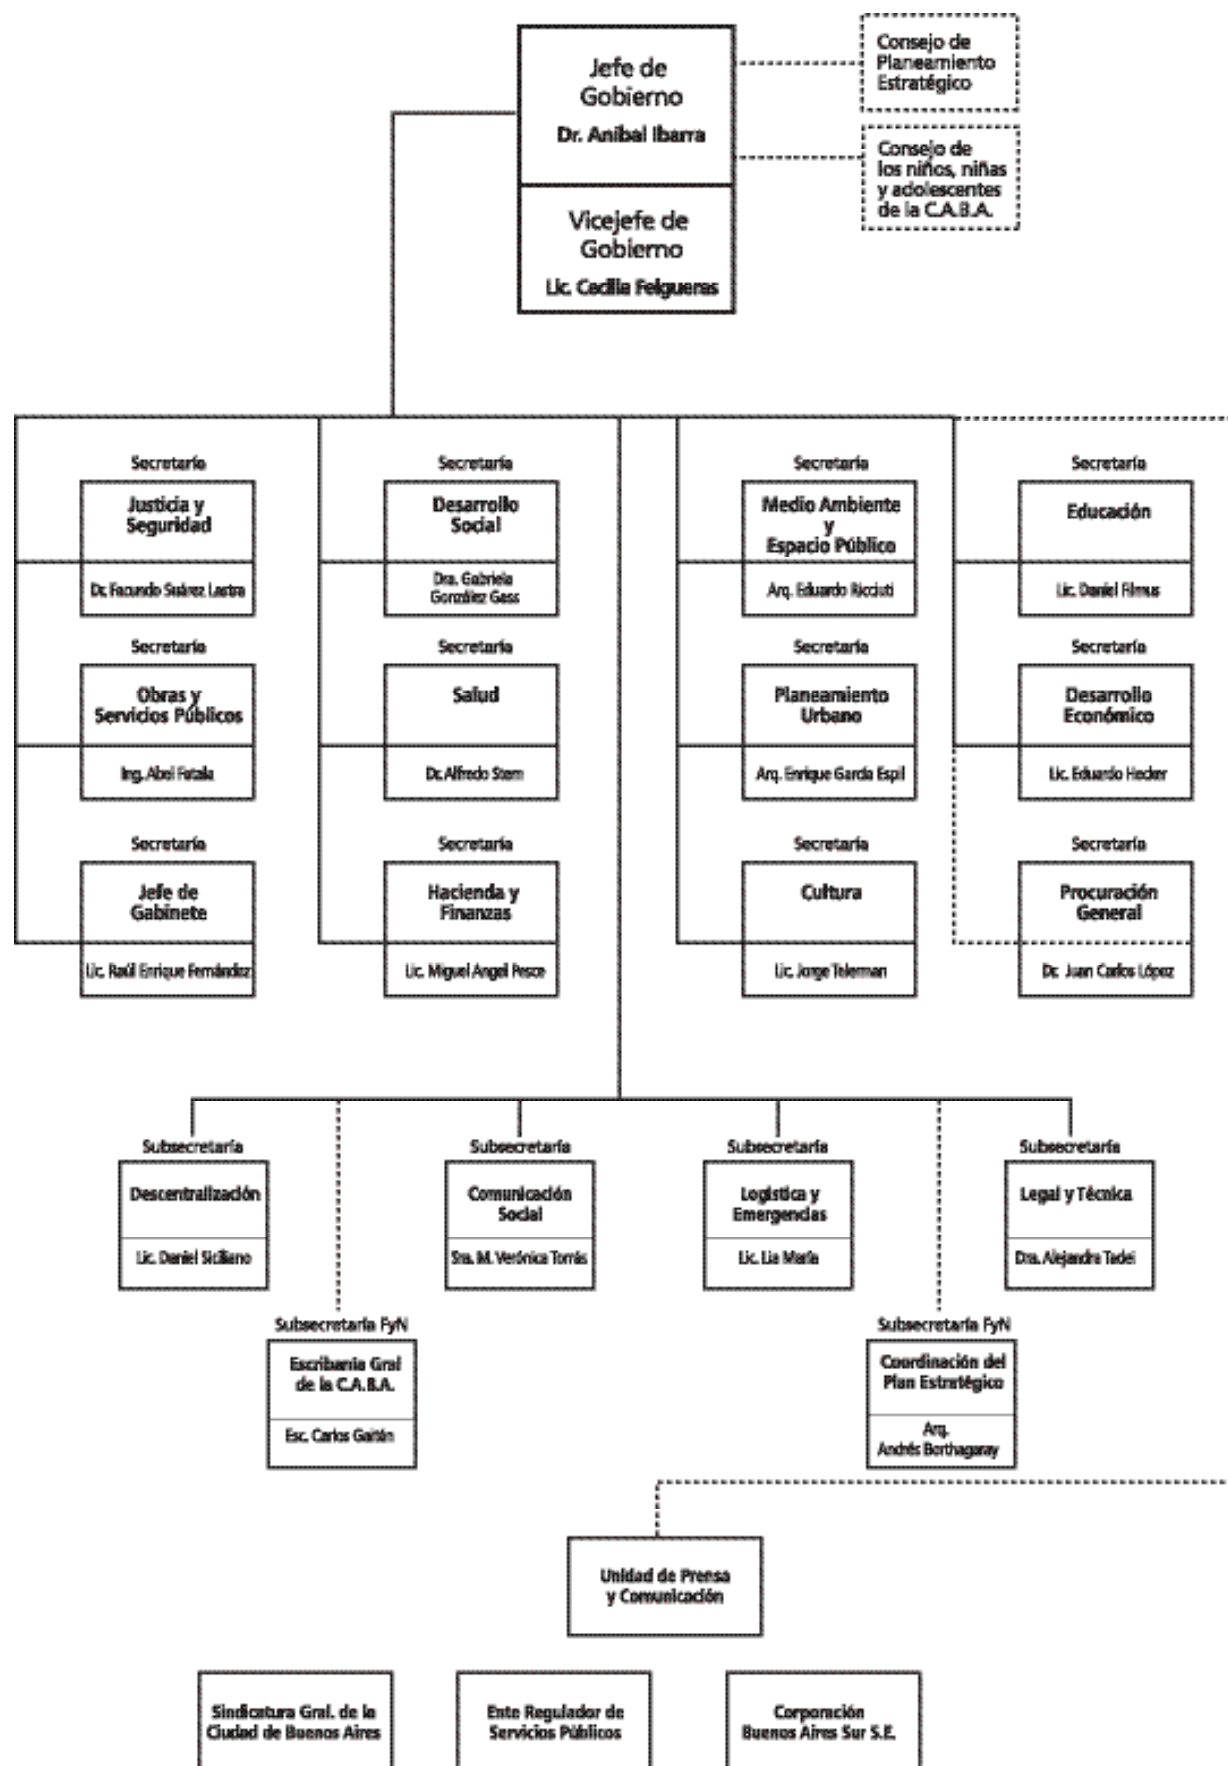 Jefe de
Gobierno
Dr. Anibal Ibarra
Vicejefe de
Gobierno
Lic. Cecilia Felgueras
Consejo de
Planeamiento
Estratégico
Consejo de
los niños, niñas
y adolescentes
de la C.A.B.A.
Secretaría
Justicia y
Seguridad
Dr. Facundo Suárez Lastra
Secretaría
Desarrollo
Social
Dra. Gabriela
González Gass
Secretaría
Medio Ambiente
y
Espacio Público
Arq. Eduardo Ricciuti
Secretaría
Educación
Lic. Daniel Filmus
Secretaría
Obras y
Servicios Públicos
Ing. Abel Fatala
Secretaría
Salud
Dr. Alfredo Stern
Secretaría
Planeamiento
Urbano
Arq. Enrique García Espil
Secretaría
Desarrollo
Económico
Lic. Eduardo Hecker
Secretaría
Jefe de
Gabinete
Lic. Raúl Enrique Fernández
Secretaría
Hacienda y
Finanzas
Lic. Miguel Angel Pesce
Secretaría
Cultura
Lic. Jorge Telerman
Secretaría
Procuración
General
Dr. Juan Carlos López
Subsecretaría
Descentralización
Lic. Daniel Siciliano
Subsecretaría
Comunicación
Social
Sra. M. Verónica Torrás
Subsecretaría
Logística y
Emergencias
Lic. Lia María
Subsecretaría
Legal y Técnica
Dra. Alejandra Tadei
Subsecretaría FyN
Escribania Gral
de la C.A.B.A.
Esc. Carlos Gaitán
Subsecretaría FyN
Coordinación del
Plan Estratégico
Arq.
Andrés Borthagaray
Unidad de Prensa
y Comunicación
Sindicatura Gral. de la
Ciudad de Buenos Aires
Ente Regulador de
Servicios Públicos
Corporación
Buenos Aires Sur S.E.